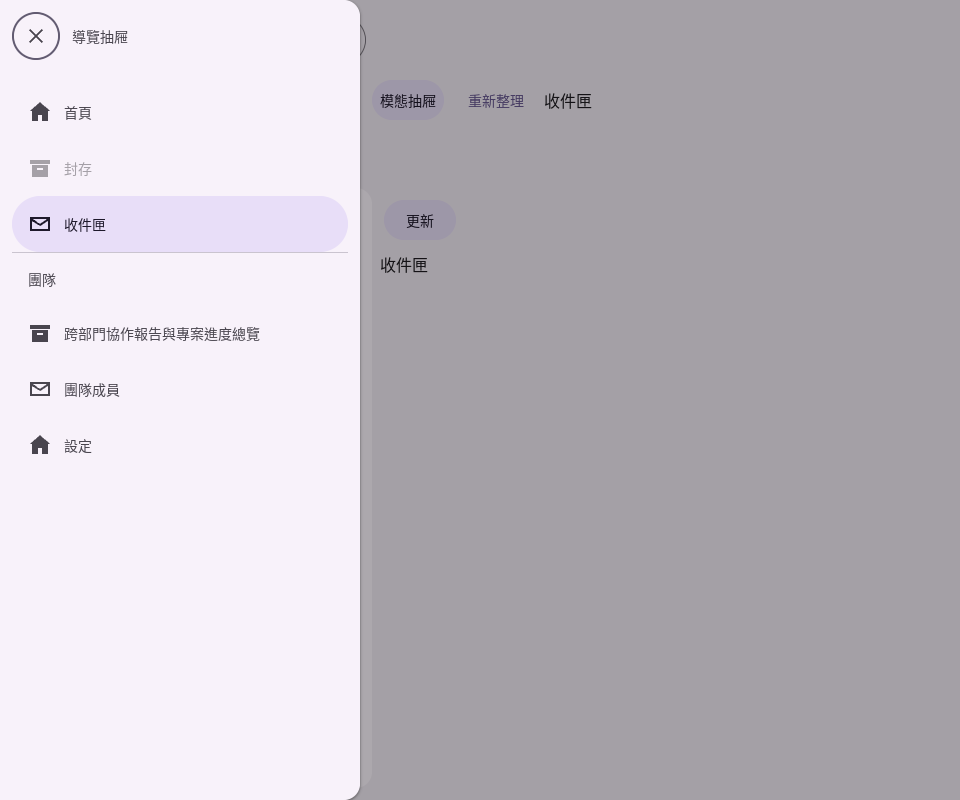 導覽抽屜
首頁
封存
收件匣
團隊
跨部門協作報告與專案進度總覽
團隊成員
設定
模態抽屜 重新整理 收件匣
更新
收件匣